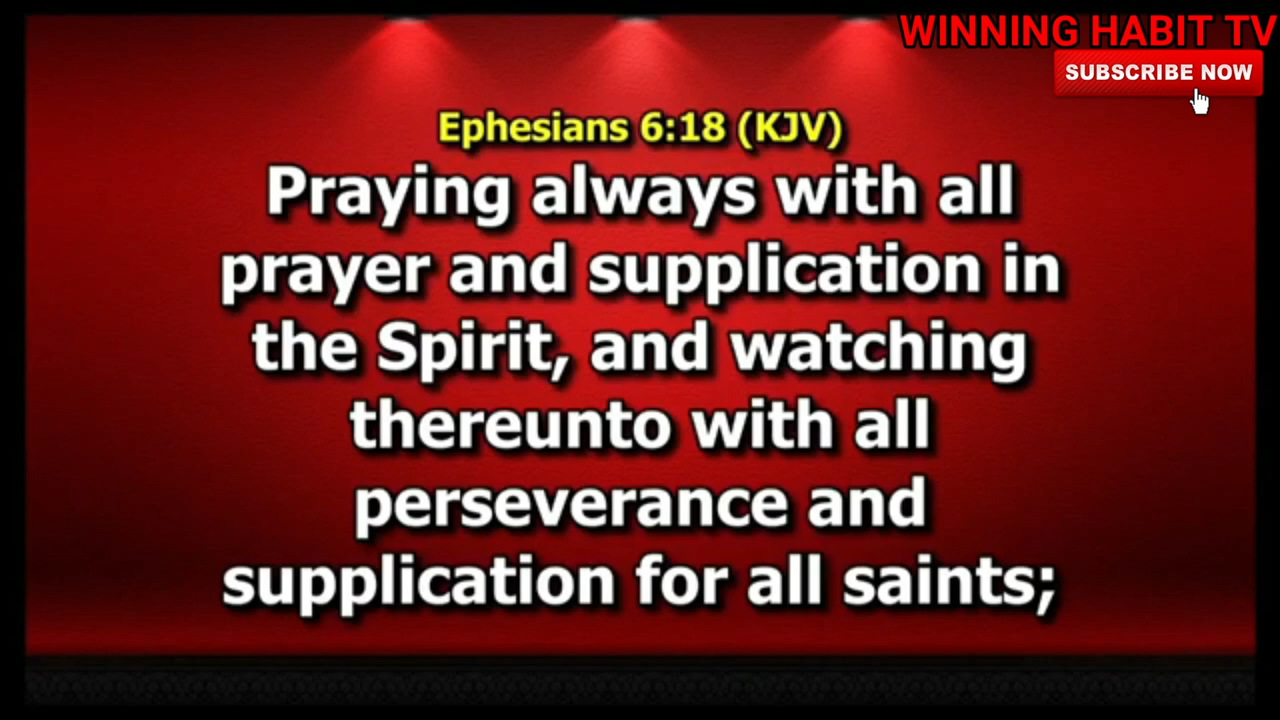 WINNING HABIT TV
SUBSCRIBE NOW
Ephesians 6:18 (KJV)
Praying always with all
prayer and supplication in
the Spirit, and watching
thereunto with all
perseverance and
supplication for all saints;